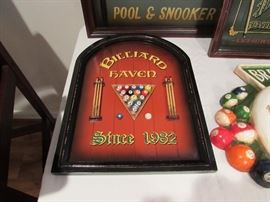 POOL & SNOOKER
BILLIARD
HAVEN
Since 1982